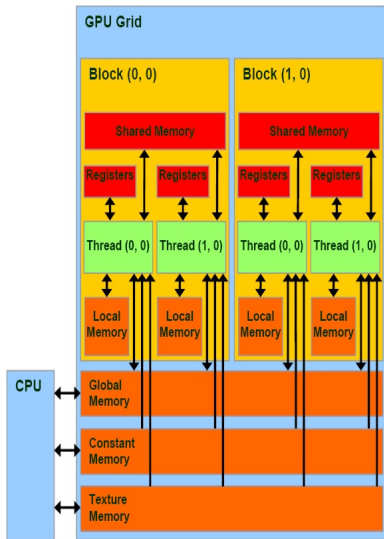 GPU Grid
Block (0, 0)
Block (1, 0)
Shared Memory
Shared Memory
Registers
Registers
Registers
Registers
Thread (0, 0)
Thread (1, 0)
Thread (0, 0)
Thread (1, 0)
Local
Memory
Local
Memory
Local
Memory
Local
Memory
CPU
Global
Memory
Constant
Memory
Texture
Memory